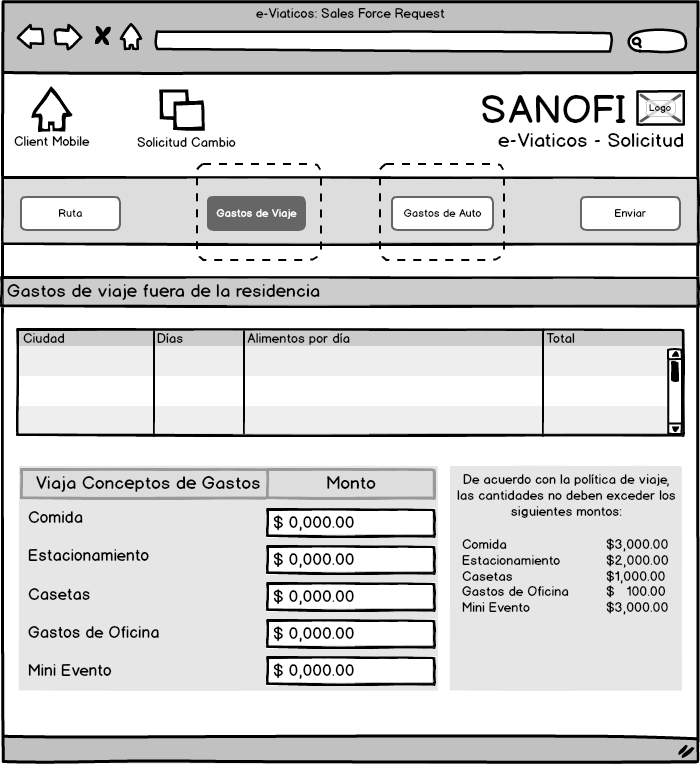 e-Viaticos: Sales Force Request
Client Mobile
Solicitud Cambio
SANOFI
Logo
e-Viaticos - Solicitud
Ruta
Gastos de Viaje
Gastos de Auto
Enviar
Gastos de viaje fuera de la residencia
Ciudad Días Alimentos por día Total
Viaja Conceptos de Gastos Monto
Comida $ 0,000.00
Estacionamiento $ 0,000.00
Casetas $ 0,000.00
Gastos de Oficina $ 0,000.00
Mini Evento $ 0,000.00
De acuerdo con la política de viaje,
las cantidades no deben exceder los
siguientes montos:
Comida $3,000.00
Estacionamiento $2,000.00
Casetas $1,000.00
Gastos de Oficina $ 100.00
Mini Evento $3,000.00